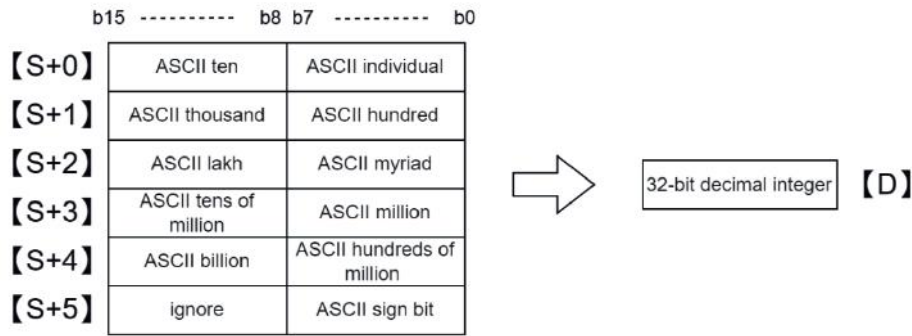 b15 ---------- b8 b7 ---------- b0
【S+0】 ASCII ten ASCII individual
【S+1】 ASCII thousand ASCII hundred
【S+2】 ASCII lakh ASCII myriad
【S+3】 ASCII tens of million ASCII million
32-bit decimal integer 【D】
【S+4】 ASCII billion ASCII hundreds of million
【S+5】 ignore ASCII sign bit